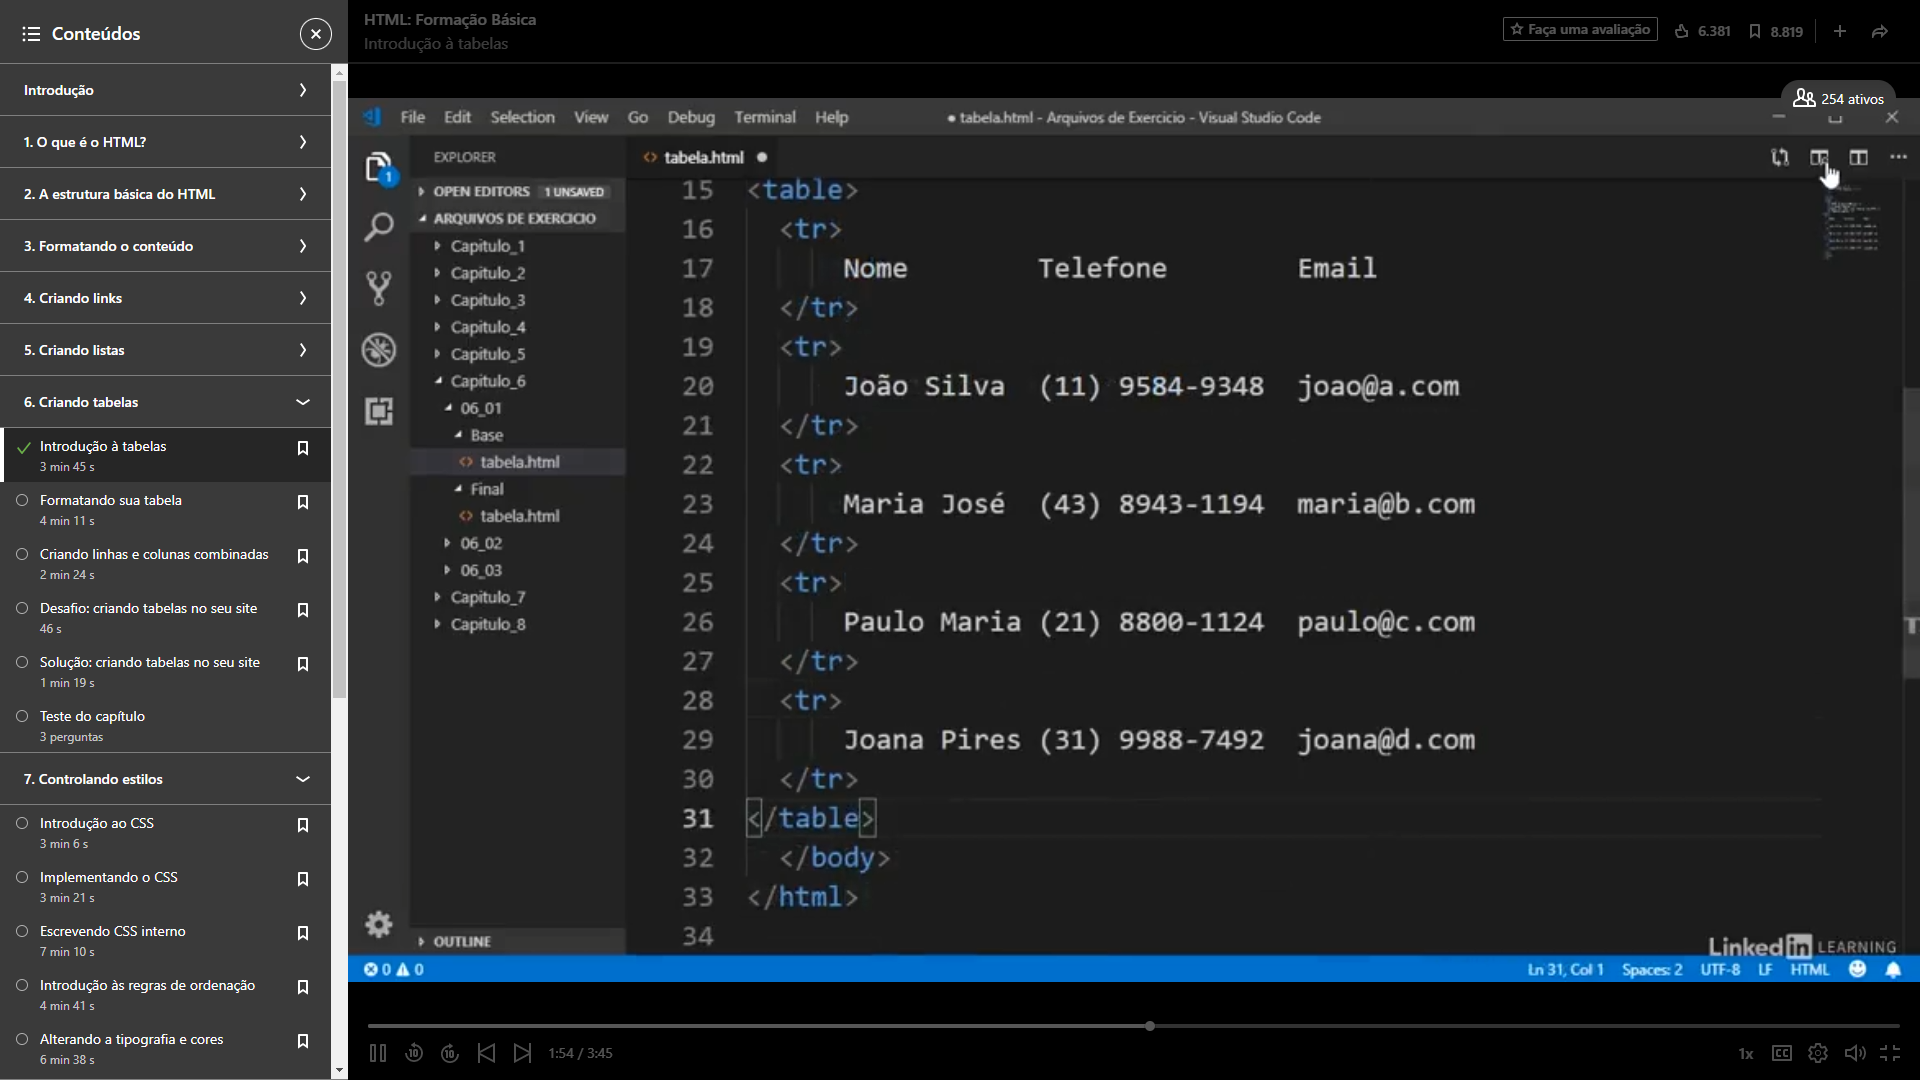 Conteúdos
Introdução
1. O que é o HTML?
2. A estrutura básica do HTML
3. Formatando o conteúdo
4. Criando links
5. Criando listas
6. Criando tabelas
Introdução à tabelas
3 min 45 s
Formatando sua tabela
4 min 11 s
Criando linhas e colunas combinadas
2 min 24 s
Desafio: criando tabelas no seu site
46 s
Solução: criando tabelas no seu site
1 min 19 s
Teste do capítulo
3 perguntas
7. Controlando estilos
Introdução ao CSS
3 min 6 s
Implementando o CSS
3 min 21 s
Escrevendo CSS interno
7 min 10 s
Introdução às regras de ordenação
4 min 41 s
Alterando a tipografia e cores
6 min 38 s
HTML: Formação Básica
Introdução à tabelas
Faça uma avaliação 6.381 8.819
254 ativos
File Edit Selection View Go Debug Terminal Help ● tabela.html - Arquivos de Exercicio - Visual Studio Code
1
EXPLORER
OPEN EDITORS 1 UNSAVED
ARQUIVOS DE EXERCICIO
Capitulo_1
Capitulo_2
Capitulo_3
Capitulo_4
Capitulo_5
Capitulo_6
06_01
Base
tabela.html
Final
tabela.html
06_02
06_03
Capitulo_7
Capitulo_8
OUTLINE
tabela.html
15 <table>
16 <tr>
17 Nome Telefone Email
18 </tr>
19 <tr>
20 João Silva (11) 9584-9348 joao@a.com
21 </tr>
22 <tr>
23 Maria José (43) 8943-1194 maria@b.com
24 </tr>
25 <tr>
26 Paulo Maria (21) 8800-1124 paulo@c.com
27 </tr>
28 <tr>
29 Joana Pires (31) 9988-7492 joana@d.com
30 </tr>
31 </table>
32 </body>
33 </html>
34
Linked in LEARNING
0 0 Ln 31, Col 1 Spaces: 2 UTF-8 LF HTML
10 10 1:54 / 3:45 1x CC